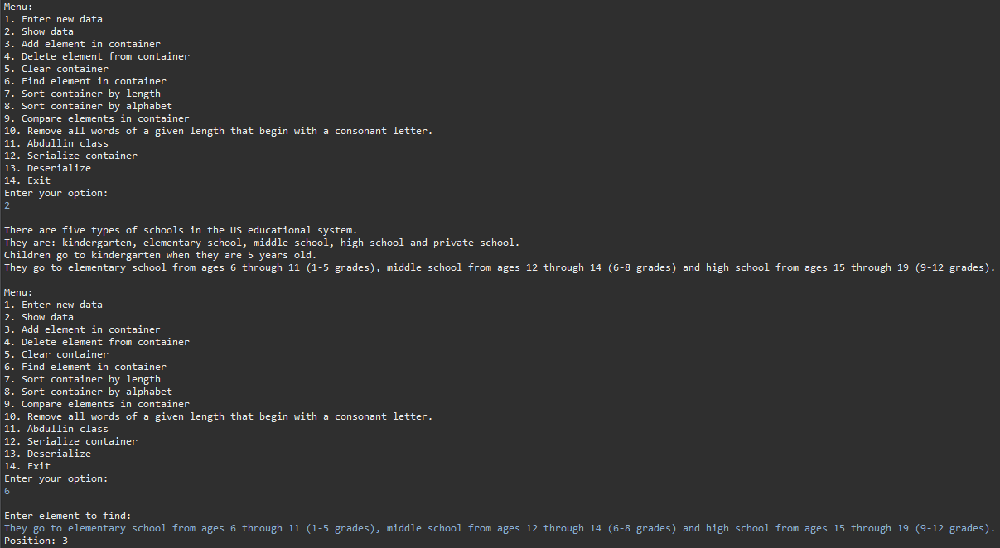 Menu:
1. Enter new data
2. Show data
3. Add element in container
4. Delete element from container
5. Clear container
6. Find element in container
7. Sort container by length
8. Sort container by alphabet
9. Compare elements in container
10. Remove all words of a given length that begin with a consonant letter.
11. Abdullin class
12. Serialize container
13. Deserialize
14. Exit
Enter your option:
2
There are five types of schools in the US educational system.
They are: kindergarten, elementary school, middle school, high school and private school.
Children go to kindergarten when they are 5 years old.
They go to elementary school from ages 6 through 11 (1-5 grades), middle school from ages 12 through 14 (6-8 grades) and high school from ages 15 through 19 (9-12 grades).
Menu:
1. Enter new data
2. Show data
3. Add element in container
4. Delete element from container
5. Clear container
6. Find element in container
7. Sort container by length
8. Sort container by alphabet
9. Compare elements in container
10. Remove all words of a given length that begin with a consonant letter.
11. Abdullin class
12. Serialize container
13. Deserialize
14. Exit
Enter your option:
6
Enter element to find:
They go to elementary school from ages 6 through 11 (1-5 grades), middle school from ages 12 through 14 (6-8 grades) and high school from ages 15 through 19 (9-12 grades).
Position: 3